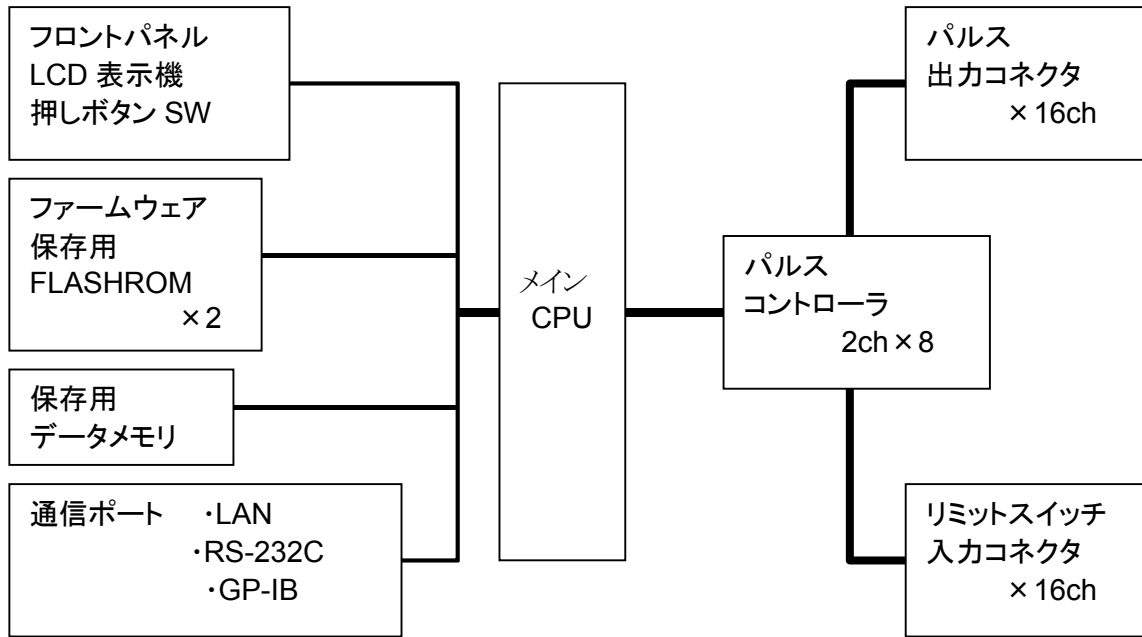 フロントパネル
LCD 表示機
押しボタン SW
ファームウェア
保存用
FLASHROM
×2
保存用
データメモリ
通信ポート ・LAN
・RS-232C
・GP-IB
メイン
CPU
パルス
出力コネクタ
×16ch
パルス
コントローラ
2ch×8
リミットスイッチ
入力コネクタ
×16ch